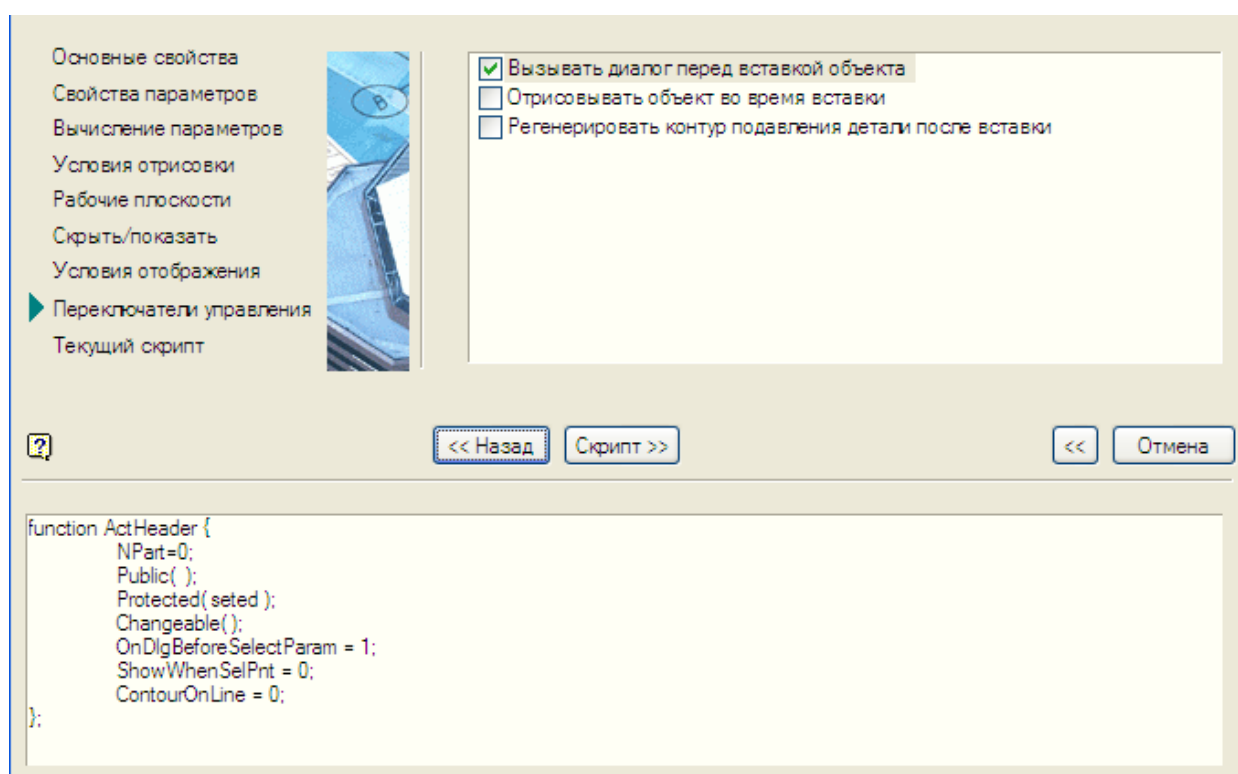 Основные свойства
Свойства параметров
Вычисление параметров
Условия отрисовки
Рабочие плоскости
Скрыть/показать
Условия отображения
Переключатели управления
Текущий скрипт
B
Вызывать диалог перед вставкой объекта
Отрисовывать объект во время вставки
Регенерировать контур подавления детали после вставки
?
<< Назад
Скрипт >>
<<
Отмена
function ActHeader {
NPart=0;
Public( );
Protected( seted );
Changeable( );
OnDlgBeforeSelectParam = 1;
ShowWhenSelPnt = 0;
ContourOnLine = 0;
};